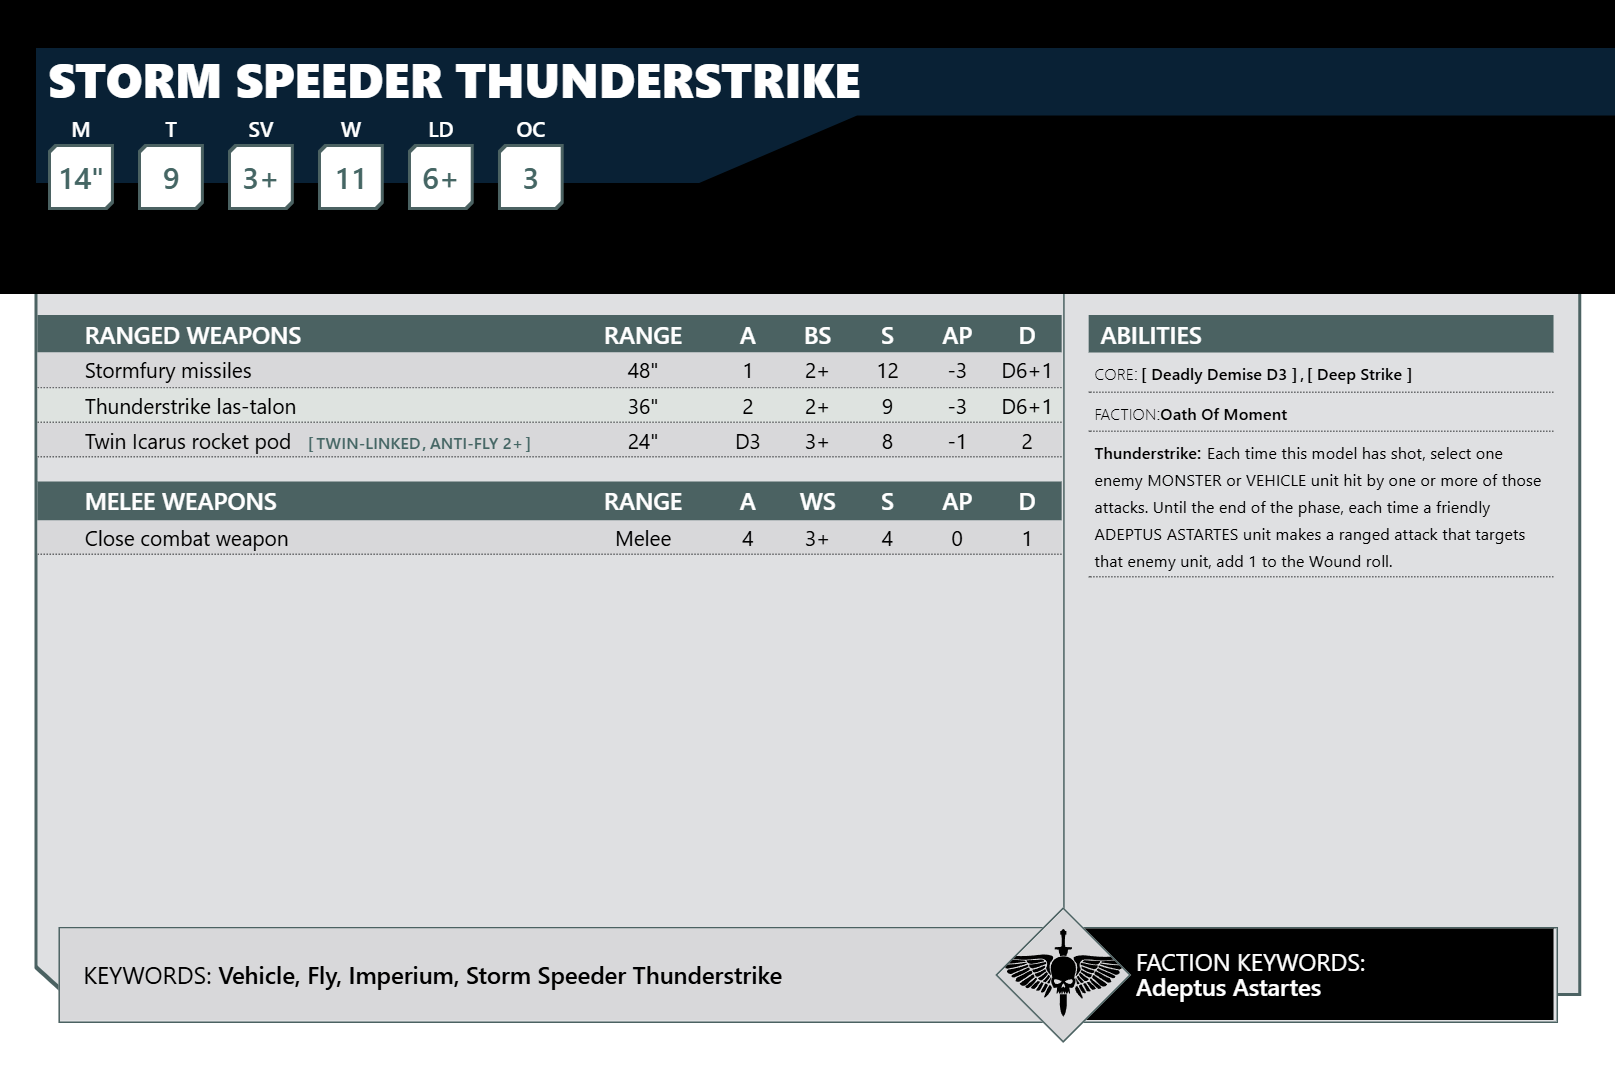 STORM SPEEDER THUNDERSTRIKE
M T SV W LD OC
14" 9 3+ 11 6+ 3
RANGED WEAPONS RANGE A BS S AP D
Stormfury missiles 48" 1 2+ 12 -3 D6+1
Thunderstrike las-talon 36" 2 2+ 9 -3 D6+1
Twin Icarus rocket pod [ TWIN-LINKED, ANTI-FLY 2+ ] 24" D3 3+ 8 -1 2
MELEE WEAPONS RANGE A WS S AP D
Close combat weapon Melee 4 3+ 4 0 1
ABILITIES
CORE: [ Deadly Demise D3 ] , [ Deep Strike ]
FACTION:Oath Of Moment
Thunderstrike: Each time this model has shot, select one
enemy MONSTER or VEHICLE unit hit by one or more of those
attacks. Until the end of the phase, each time a friendly
ADEPTUS ASTARTES unit makes a ranged attack that targets
that enemy unit, add 1 to the Wound roll.
KEYWORDS: Vehicle, Fly, Imperium, Storm Speeder Thunderstrike
FACTION KEYWORDS:
Adeptus Astartes